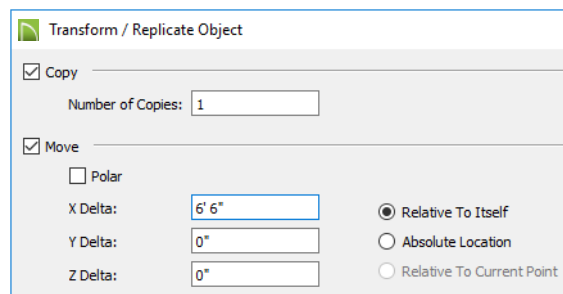 Transform / Replicate Object
Copy
Number of Copies: 1
Move
Polar
X Delta: 6' 6" Relative To Itself
Y Delta: 0" Absolute Location
Z Delta: 0" Relative To Current Point